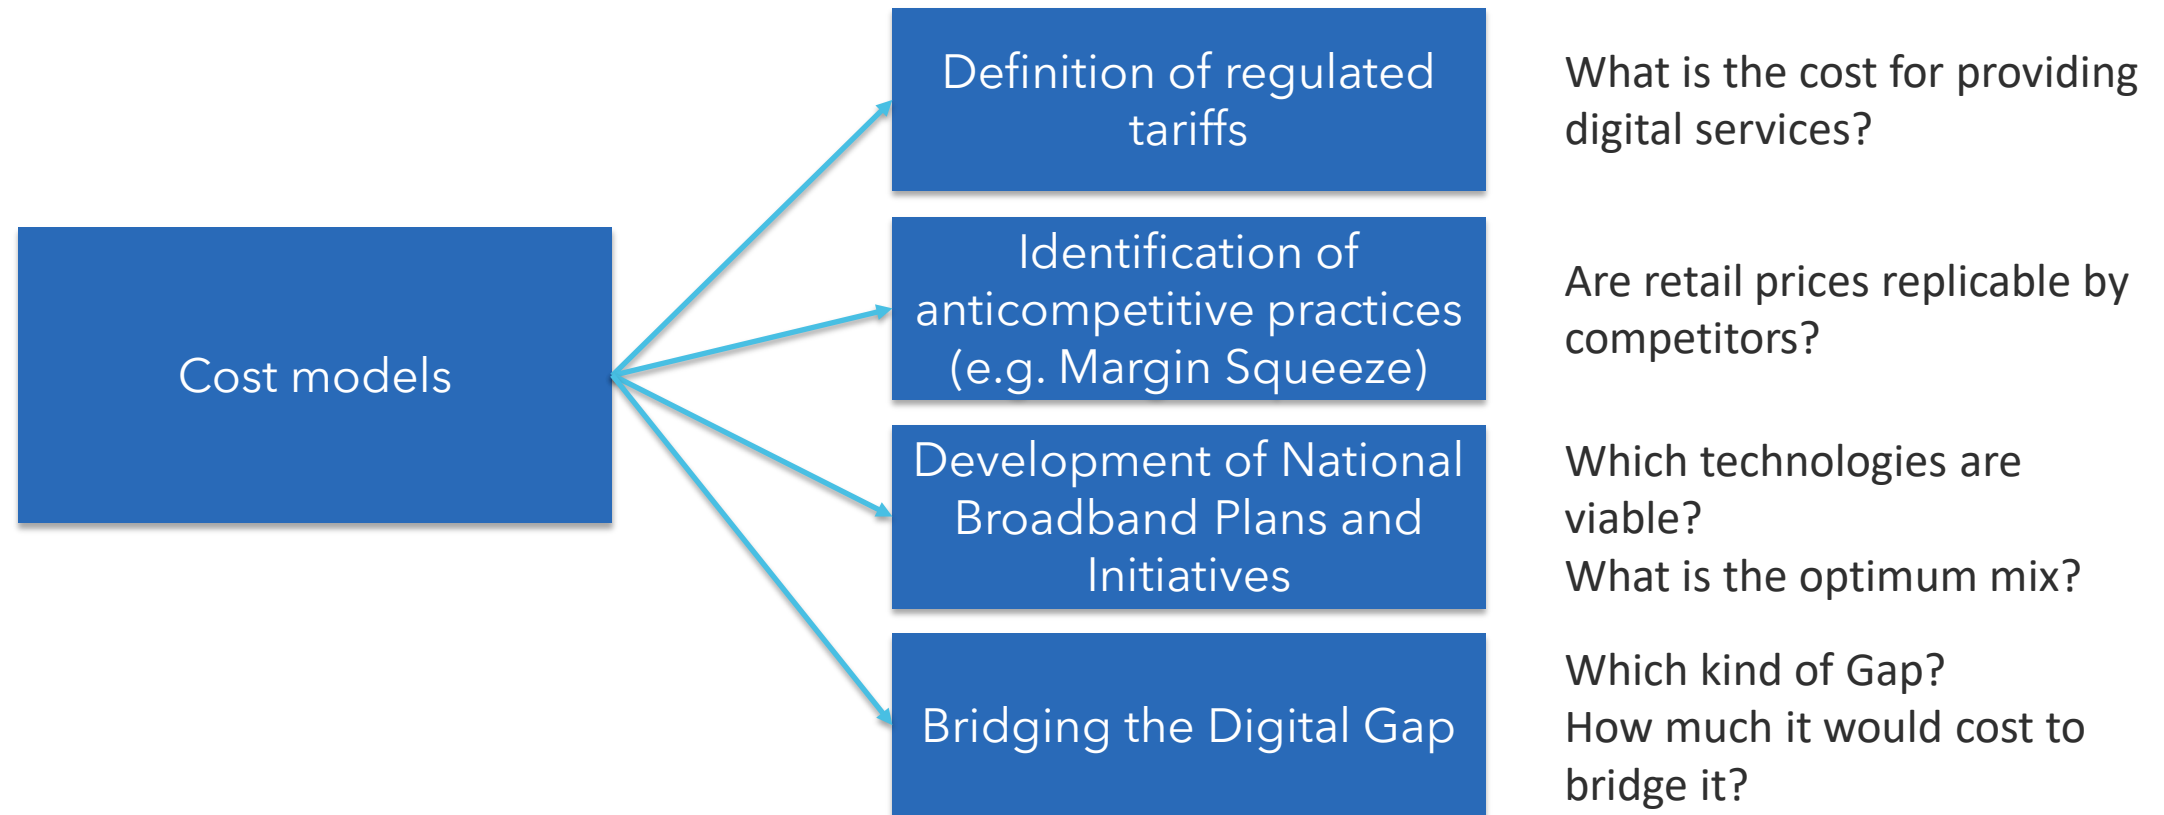 Definition of regulated
tariffs
What is the cost for providing
digital services?
Cost models
Identification of
anticompetitive practices
(e.g. Margin Squeeze)
Are retail prices replicable by
competitors?
Development of National
Broadband Plans and
Initiatives
Which technologies are
viable?
What is the optimum mix?
Bridging the Digital Gap
Which kind of Gap?
How much it would cost to
bridge it?